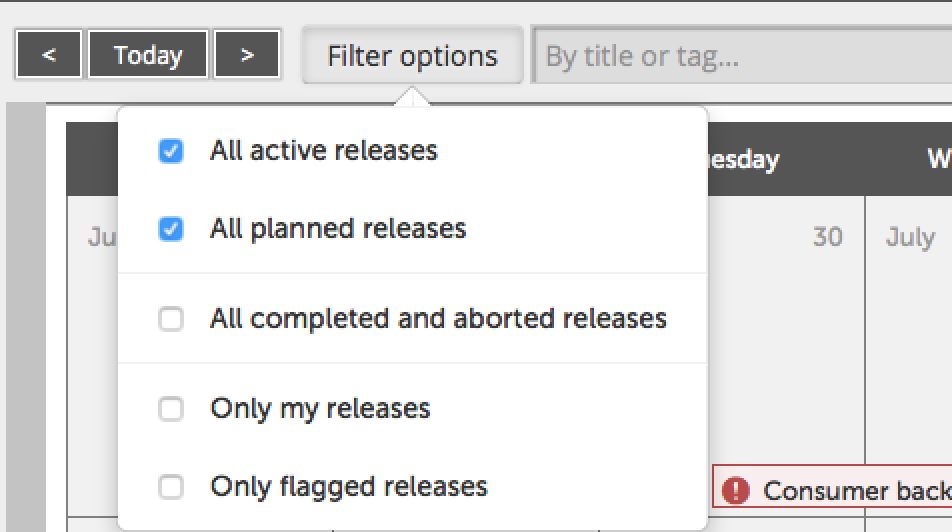 < Today > Filter options By title or tag...
All active releases
All planned releases
30 July
All completed and aborted releases
Only my releases
Only flagged releases
Consumer back